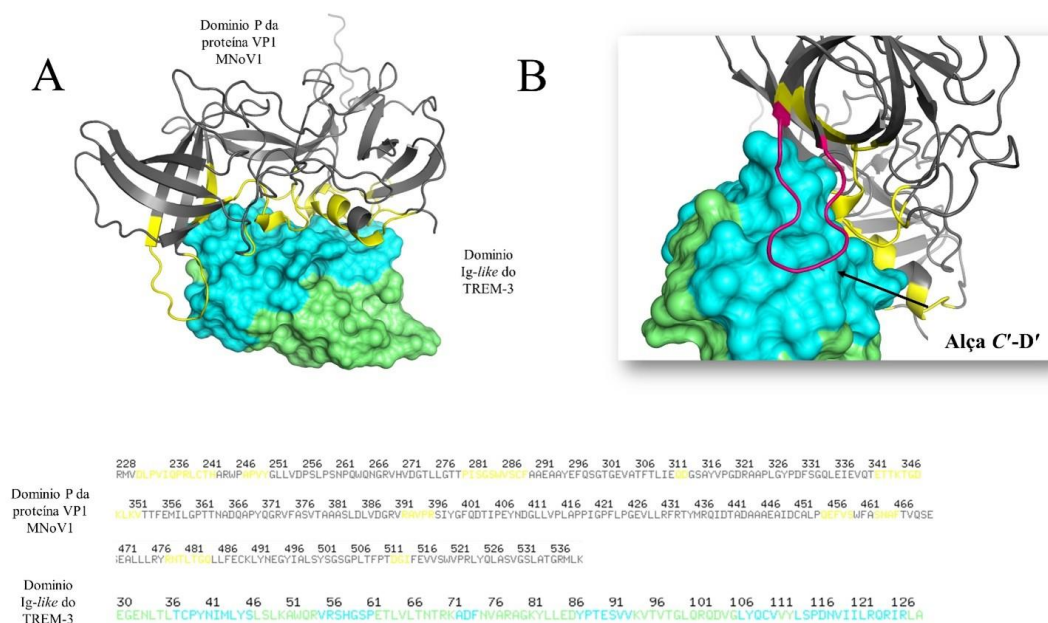 A
Dominio P da
proteína VP1
MNoV1
Dominio
Ig-like do
TREM-3
B
Alça C'-D'
228 236 241 246 251 256 261 266 271 276 281 286 291 296 301 306 311 316 321 326 331 336 341 346
RMVDLPVIQPRLCTHARWPAPVYGLLVDPSLPSNPQWQNGRVHVDGTLLGTTPISGSWVSCFAAEAAYEFQSGTGEVATFTLIEQDGSAYVPGDRAAPLGYPDFSGQLEIEVQTETTKTGD
Dominio P da
proteína VP1
MNoV1
351 356 361 366 371 376 381 386 391 396 401 406 411 416 421 426 431 436 441 446 451 456 461 466
KLKVTTFEMILGPTTNADQAPYQGRVFASVTAAASLDLVDGRVRAVPRSIYGFQDTIPEYNDGLLVPLAPPIGPFLPGEVLLRFRTYMRQIDTADAAAEAIDCALPQEFVSWFASNAFTVQSE
471 476 481 486 491 496 501 506 511 516 521 526 531 536
GEALLLRYRNTLTGQLLFECKLYNEGYIALSYSGSGPLTFPTDGIFEVVSWVPRLYQLASVGSLATGRMLK
Dominio
Ig-like do
TREM-3
30 36 41 46 51 56 61 66 71 76 81 86 91 96 101 106 111 116 121 126
EGENLTLTCPYNIMLYSLSLKAWQRVRSHGSPETLVLTNTRKADFNVARAGKYLLEDYPTESVVKVTVTGLQRQDVGLYQCVVYLSPDNVIILRQRIRLA